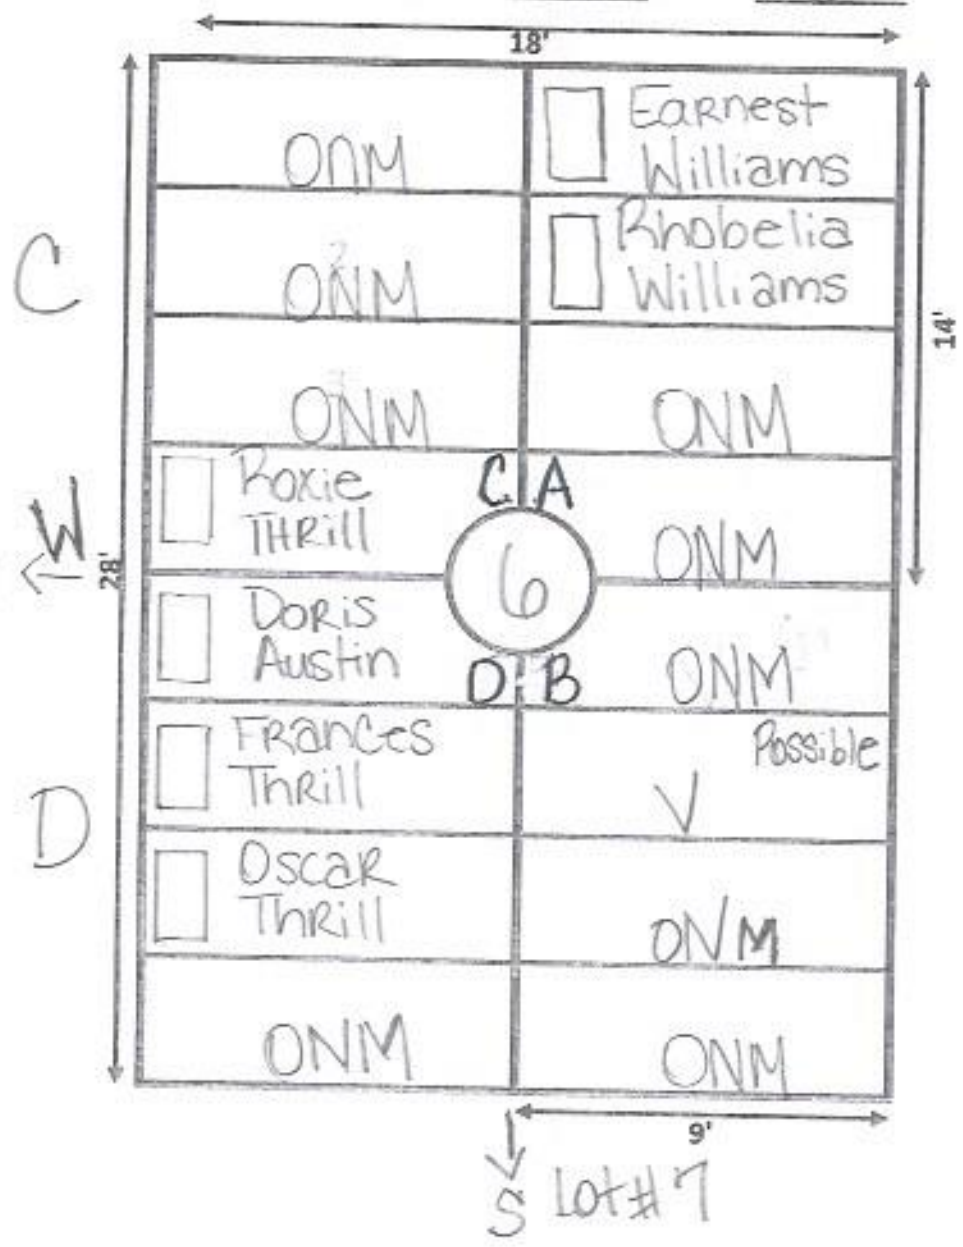 18'
OnM
Earnest
Williams
C
ONM
Rhobelia
Williams
14'
ONM
ONM
Roxie
THRill
C A
ONM
W
28'
6
Doris
Austin
D B
ONM
Frances
Thrill
Possible
V
D
Oscar
Thrill
ONM
ONM
ONM
9'
S Lot# 7